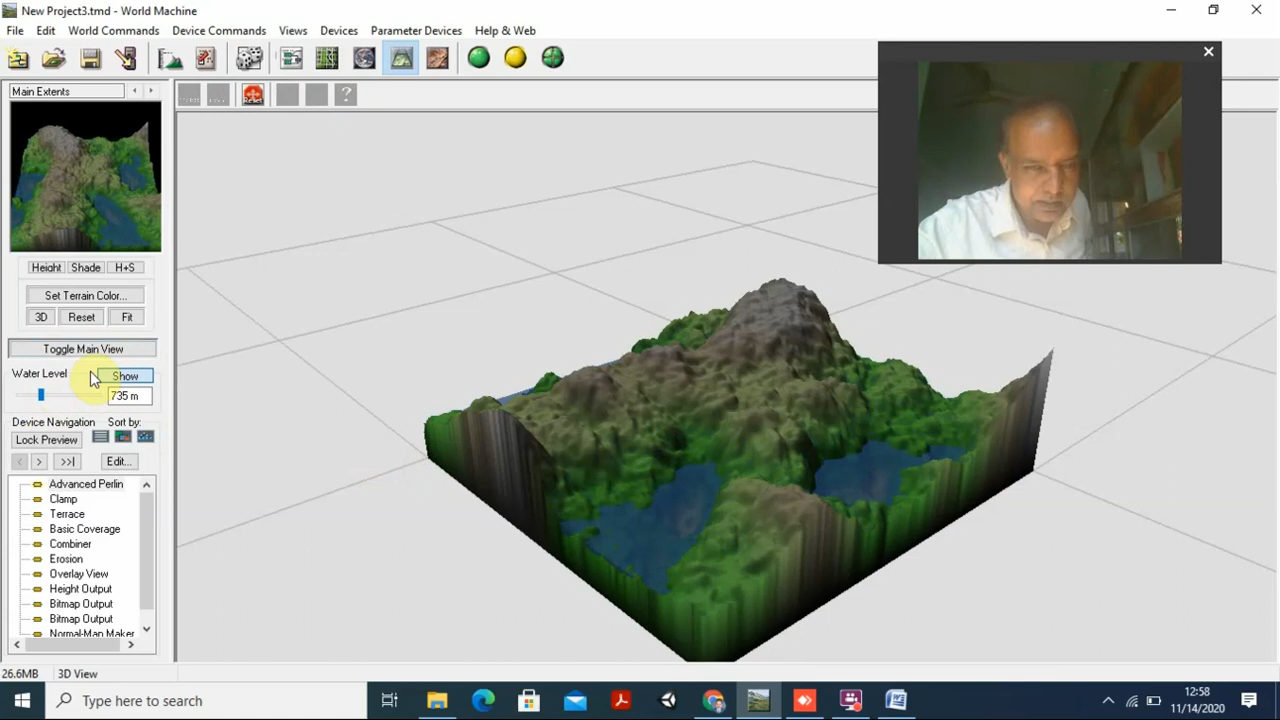 New Project3.tmd - World Machine
File Edit World Commands Device Commands Views Devices Parameter Devices Help & Web
Main Extents
Reset
?
Height Shade H+S
Set Terrain Color...
3D Reset Fit
Toggle Main View
Water Level Show
735 m
Device Navigation Sort by:
Lock Preview
< > >>| Edit...
Advanced Perlin
Clamp
Terrace
Basic Coverage
Combiner
Erosion
Overlay View
Height Output
Bitmap Output
Bitmap Output
Normal-Map Maker
26.6MB 3D View
Type here to search
12:58
11/14/2020